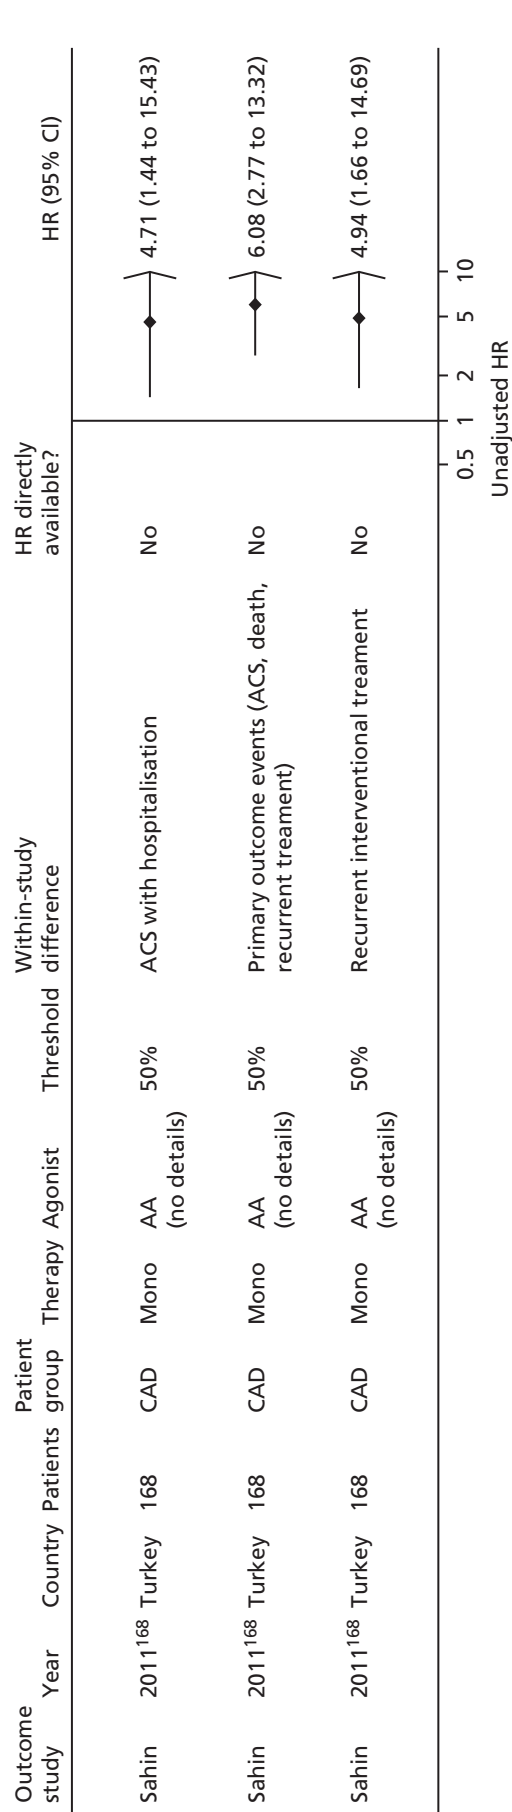 Outcome study Year Country Patients Patient group Therapy Agonist Threshold Within-study difference HR directly available? HR (95% CI)
Sahin 2011168 Turkey 168 CAD Mono AA (no details) 50% ACS with hospitalisation No 4.71 (1.44 to 15.43)
Sahin 2011168 Turkey 168 CAD Mono AA (no details) 50% Primary outcome events (ACS, death, recurrent treament) No 6.08 (2.77 to 13.32)
Sahin 2011168 Turkey 168 CAD Mono AA (no details) 50% Recurrent interventional treament No 4.94 (1.66 to 14.69)
0.5 1 2 5 10
Unadjusted HR